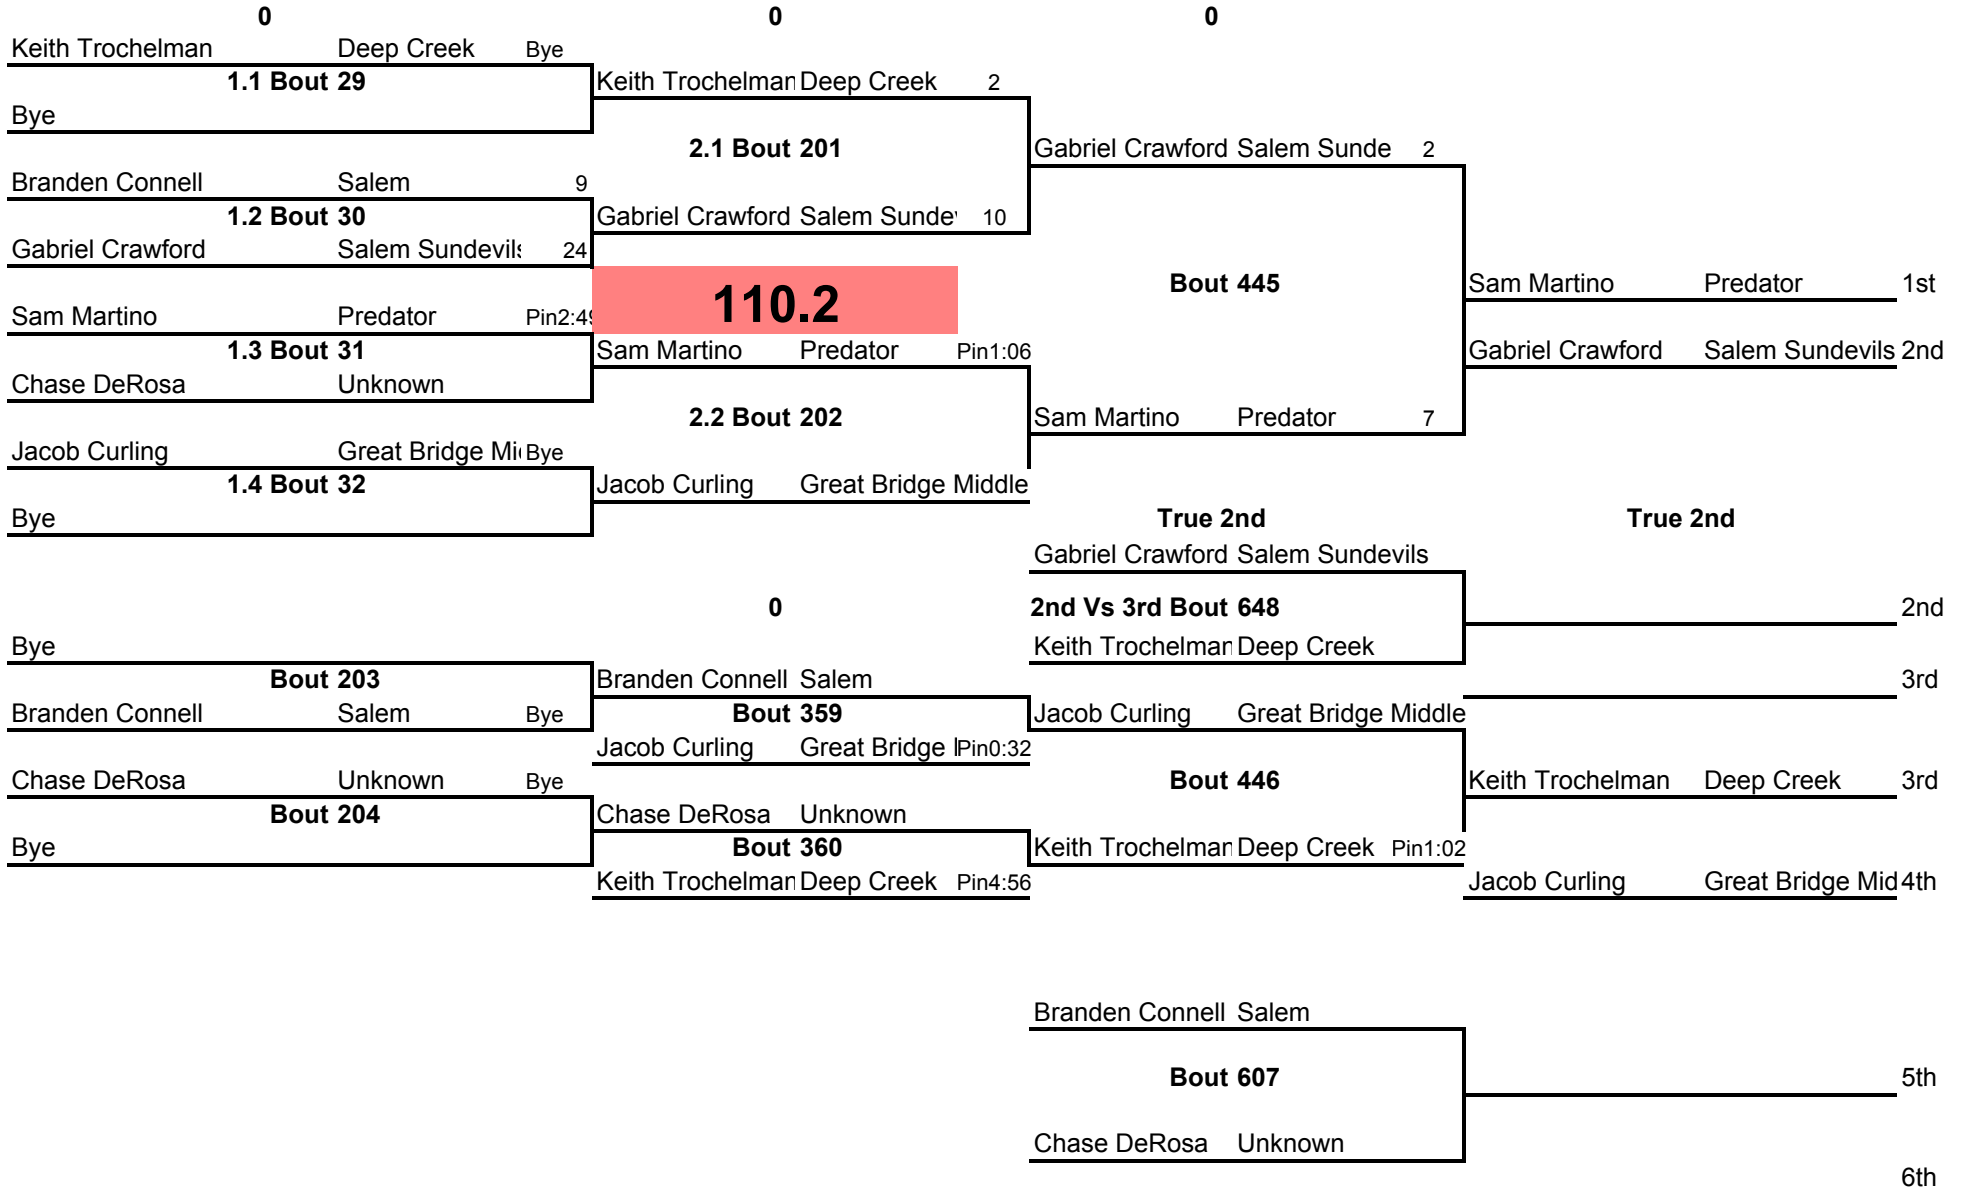 0 0 0
Keith Trochelman Deep Creek Bye
1.1 Bout 29 Keith Trochelman Deep Creek 2
Bye
2.1 Bout 201 Gabriel Crawford Salem Sunde 2
Branden Connell Salem 9
1.2 Bout 30 Gabriel Crawford Salem Sunde 10
Gabriel Crawford Salem Sundevils 24
110.2 Bout 445 Sam Martino Predator 1st
Sam Martino Predator Pin2:49
1.3 Bout 31 Sam Martino Predator Pin1:06 Gabriel Crawford Salem Sundevils 2nd
Chase DeRosa Unknown
2.2 Bout 202 Sam Martino Predator 7
Jacob Curling Great Bridge Mi Bye
1.4 Bout 32 Jacob Curling Great Bridge Middle
Bye True 2nd True 2nd
Gabriel Crawford Salem Sundevils
0 2nd Vs 3rd Bout 648 2nd
Bye Keith Trochelman Deep Creek
Bout 203 Branden Connell Salem 3rd
Branden Connell Salem Bye Bout 359 Jacob Curling Great Bridge Middle
Jacob Curling Great Bridge Pin0:32
Chase DeRosa Unknown Bye Bout 446 Keith Trochelman Deep Creek 3rd
Bout 204 Chase DeRosa Unknown
Bye Bout 360 Keith Trochelman Deep Creek Pin1:02
Keith Trochelman Deep Creek Pin4:56 Jacob Curling Great Bridge Mid 4th
Branden Connell Salem
Bout 607 5th
Chase DeRosa Unknown
6th